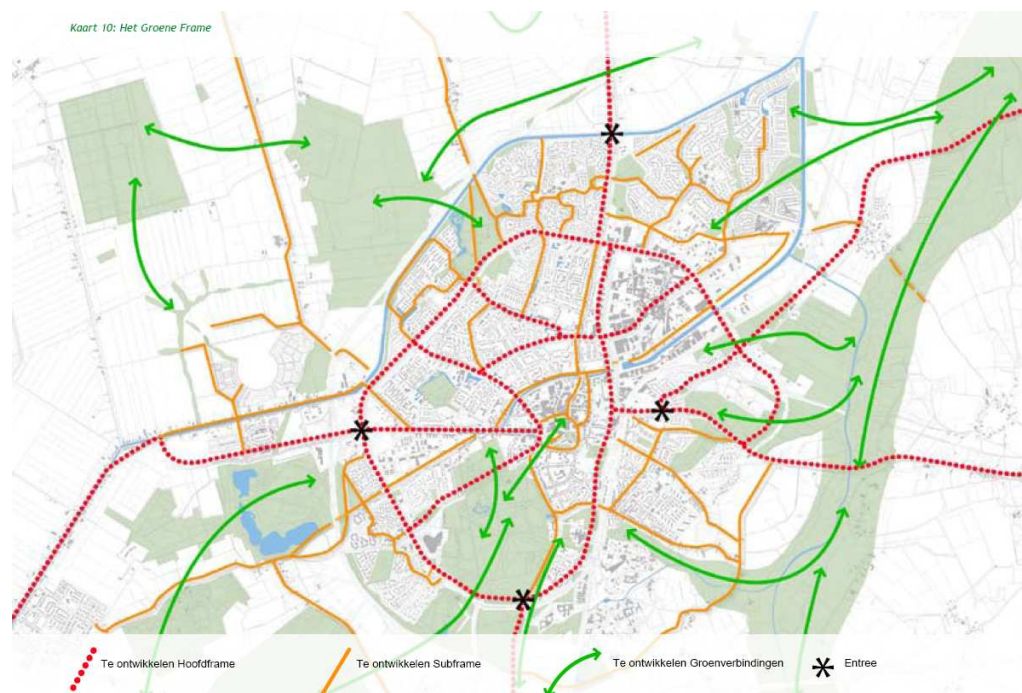 Kaart 10: Het Groene Frame
Te ontwikkelen Hoofdframe
Te ontwikkelen Subframe
Te ontwikkelen Groenverbindingen
Entree